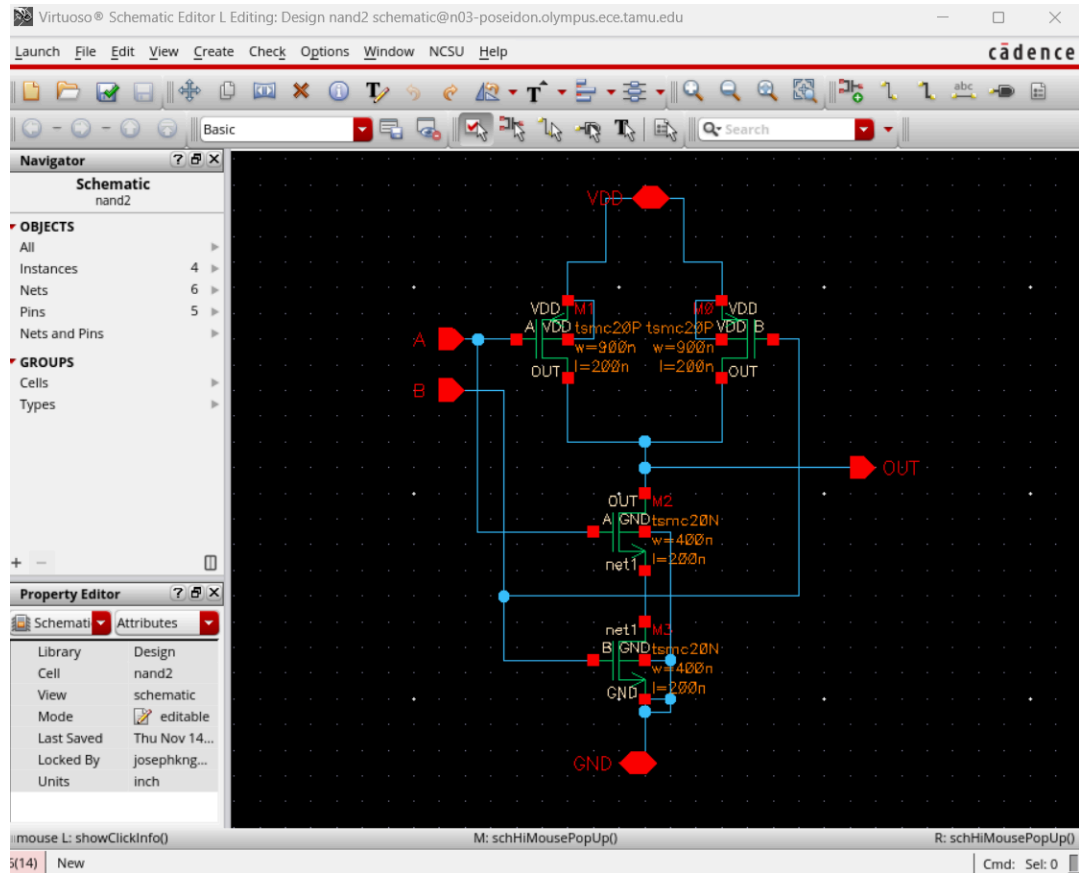 Virtuoso® Schematic Editor L Editing: Design nand2 schematic@n03-poseidon.olympus.ece.tamu.edu
Launch File Edit View Create Check Options Window NCSU Help
cādence
abc
Basic
Search
Navigator
Schematic
nand2
OBJECTS
All
Instances 4
Nets 6
Pins 5
Nets and Pins
GROUPS
Cells
Types
Property Editor
Schemati Attributes
Library Design
Cell nand2
View schematic
Mode editable
Last Saved Thu Nov 14...
Locked By josephkng...
Units inch
VDD
VDD M1 M0 VDD
A VDD tsmc20P tsmc20P VDD B
w=900n w=900n
l=200n l=200n
OUT OUT
A
B
OUT
OUT M2
A GND tsmc20N
w=400n
l=200n
net1
net1 M3
B GND tsmc20N
w=400n
l=200n
GND
GND
mouse L: showClickInfo() M: schHiMousePopUp() R: schHiMousePopUp()
(14) New Cmd: Sel: 0